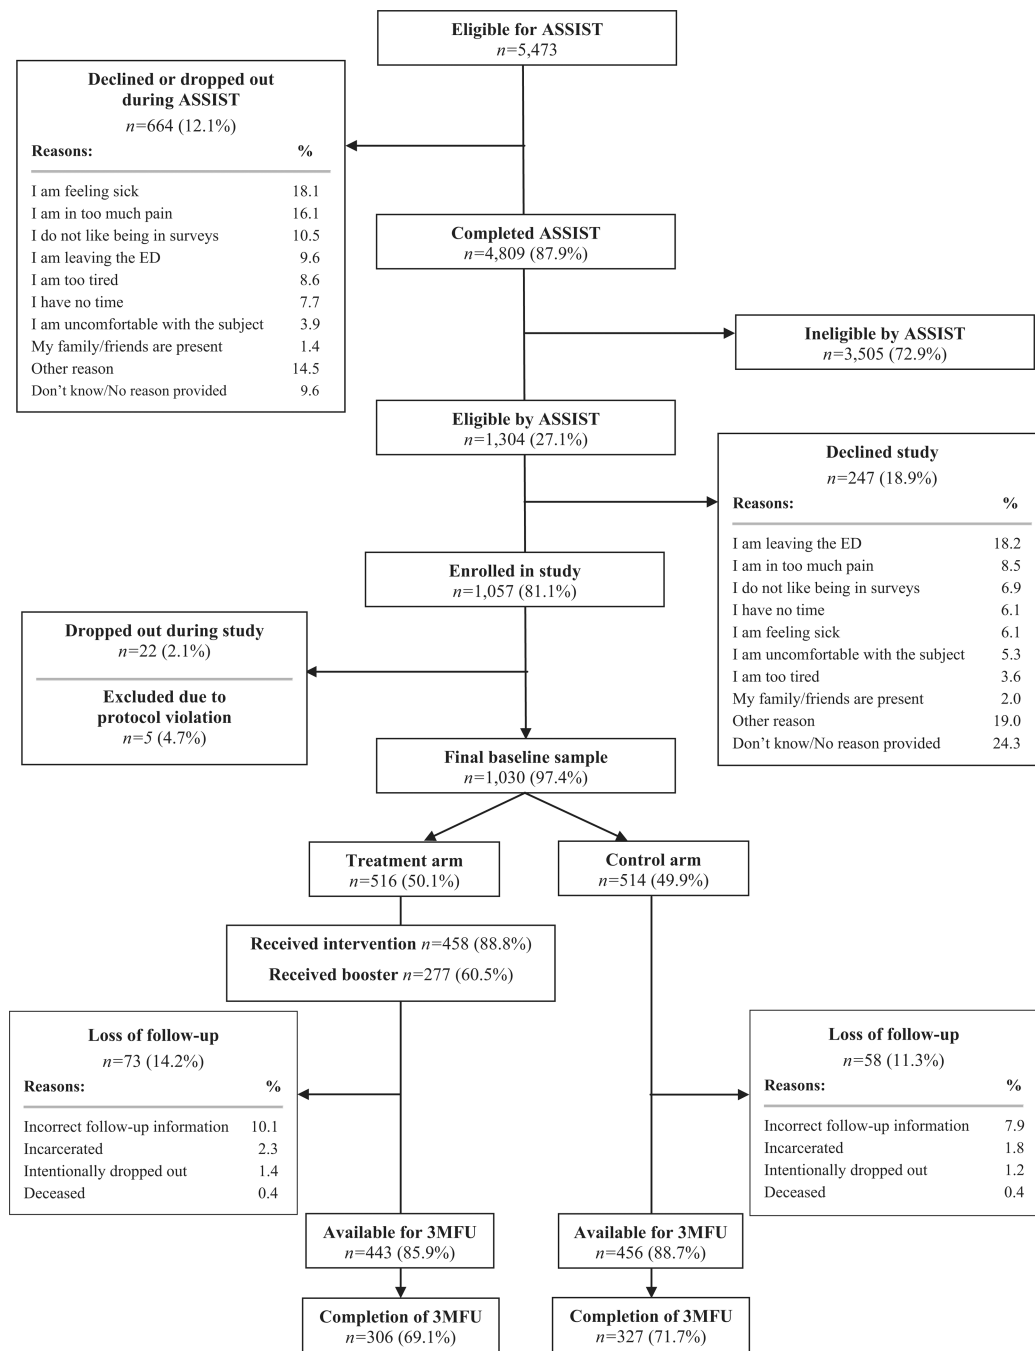 Eligible for ASSIST
n=5,473
Declined or dropped out
during ASSIST
n=664 (12.1%)
Reasons: %
I am feeling sick 18.1
I am in too much pain 16.1
I do not like being in surveys 10.5
I am leaving the ED 9.6
I am too tired 8.6
I have no time 7.7
I am uncomfortable with the subject 3.9
My family/friends are present 1.4
Other reason 14.5
Don’t know/No reason provided 9.6
Completed ASSIST
n=4,809 (87.9%)
Ineligible by ASSIST
n=3,505 (72.9%)
Eligible by ASSIST
n=1,304 (27.1%)
Declined study
n=247 (18.9%)
Reasons: %
I am leaving the ED 18.2
I am in too much pain 8.5
I do not like being in surveys 6.9
I have no time 6.1
I am feeling sick 6.1
I am uncomfortable with the subject 5.3
I am too tired 3.6
My family/friends are present 2.0
Other reason 19.0
Don’t know/No reason provided 24.3
Enrolled in study
n=1,057 (81.1%)
Dropped out during study
n=22 (2.1%)
Excluded due to
protocol violation
n=5 (4.7%)
Final baseline sample
n=1,030 (97.4%)
Treatment arm
n=516 (50.1%)
Control arm
n=514 (49.9%)
Received intervention n=458 (88.8%)
Received booster n=277 (60.5%)
Loss of follow-up
n=73 (14.2%)
Reasons: %
Incorrect follow-up information 10.1
Incarcerated 2.3
Intentionally dropped out 1.4
Deceased 0.4
Loss of follow-up
n=58 (11.3%)
Reasons: %
Incorrect follow-up information 7.9
Incarcerated 1.8
Intentionally dropped out 1.2
Deceased 0.4
Available for 3MFU
n=443 (85.9%)
Available for 3MFU
n=456 (88.7%)
Completion of 3MFU
n=306 (69.1%)
Completion of 3MFU
n=327 (71.7%)